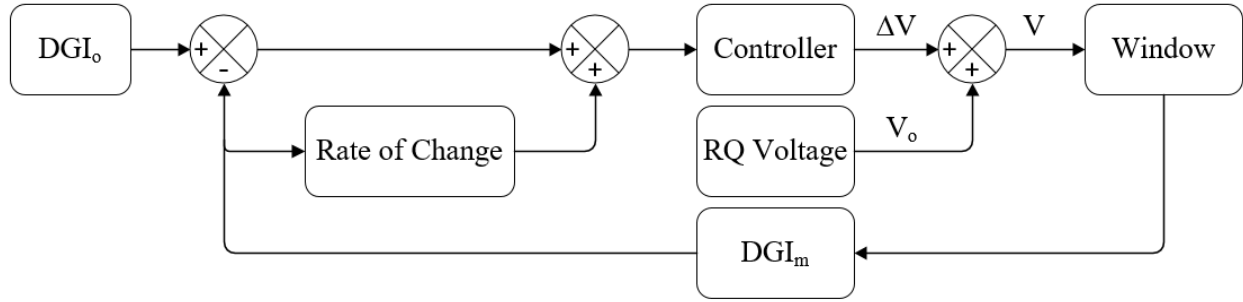 DGIₒ
+
-
+
+
Controller
ΔV
+
+
V
Window
Rate of Change
RQ Voltage
Vₒ
DGIₘ